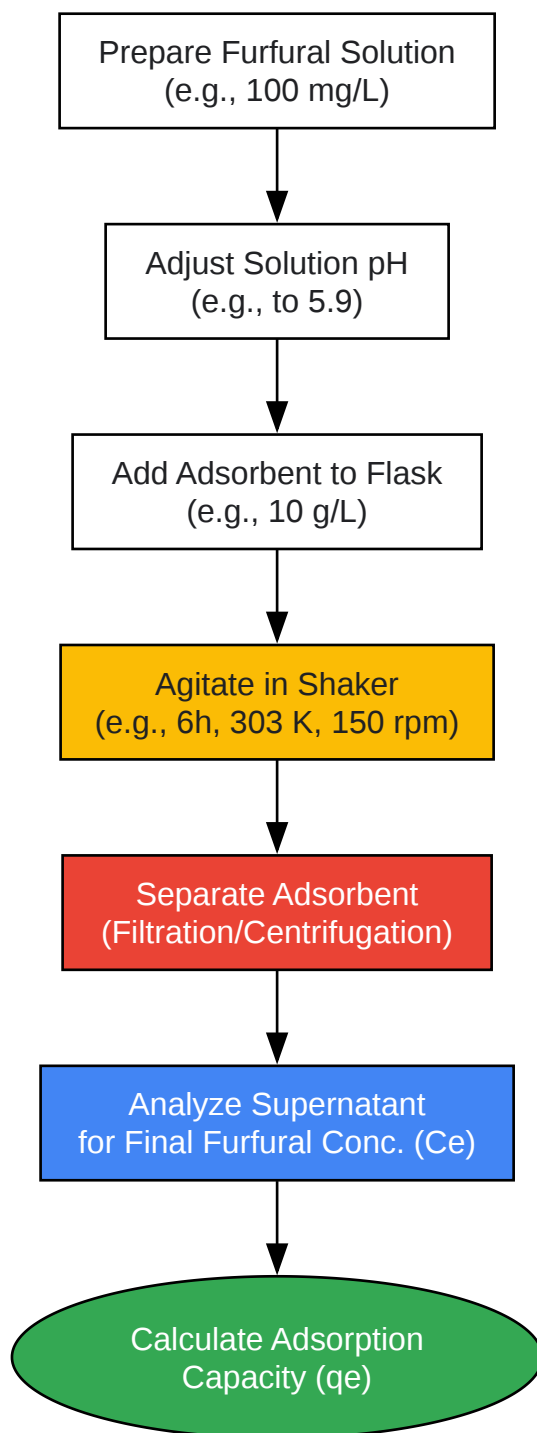 Prepare Furfural Solution
(e.g., 100 mg/L)
Adjust Solution pH
(e.g., to 5.9)
Add Adsorbent to Flask
(e.g., 10 g/L)
Agitate in Shaker
(e.g., 6h, 303 K, 150 rpm)
Separate Adsorbent
(Filtration/Centrifugation)
Analyze Supernatant
for Final Furfural Conc. (Ce)
Calculate Adsorption
Capacity (qe)